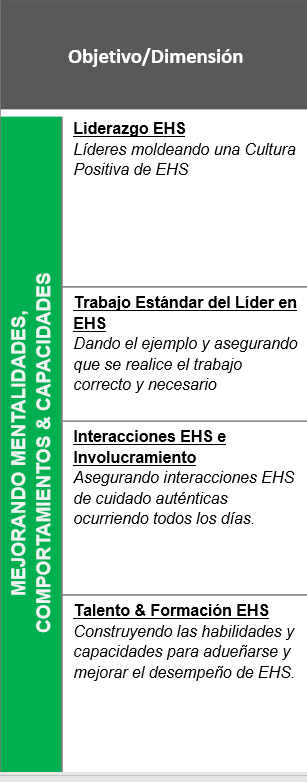 Objetivo/Dimensión
MEJORANDO MENTALIDADES,
COMPORTAMIENTOS & CAPACIDADES
Liderazgo EHS
Líderes moldeando una Cultura
Positiva de EHS
Trabajo Estándar del Líder en
EHS
Dando el ejemplo y asegurando
que se realice el trabajo
correcto y necesario
Interacciones EHS e
Involucramiento
Asegurando interacciones EHS
de cuidado auténticas
ocurriendo todos los días.
Talento & Formación EHS
Construyendo las habilidades y
capacidades para adueñarse y
mejorar el desempeño de EHS.